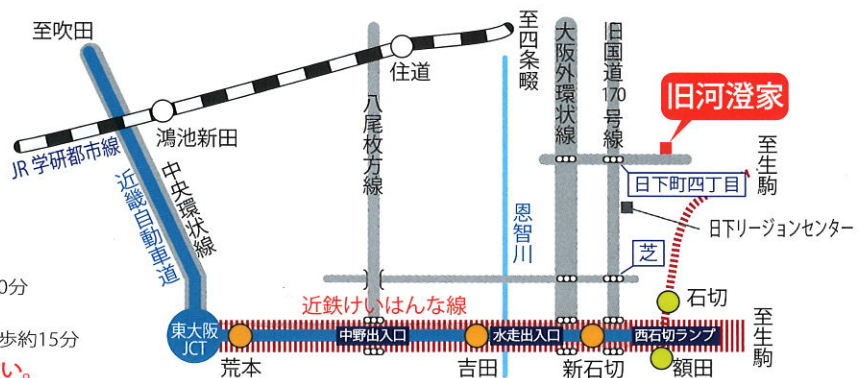 至吹田
JR学研都市線
鴻池新田
住道
至四条畷
近畿自動車道
中央環状線
八尾枚方線
恩智川
大阪外環状線
旧国道170号線
旧河澄家
至生駒
日下町四丁目
日下リージョンセンター
芝
石切
近鉄けいはんな線
東大阪
JCT
荒本
中野出入口
吉田
水走出入口
新石切
西石切ランプ
額田
至生駒
0分
歩約15分
い。